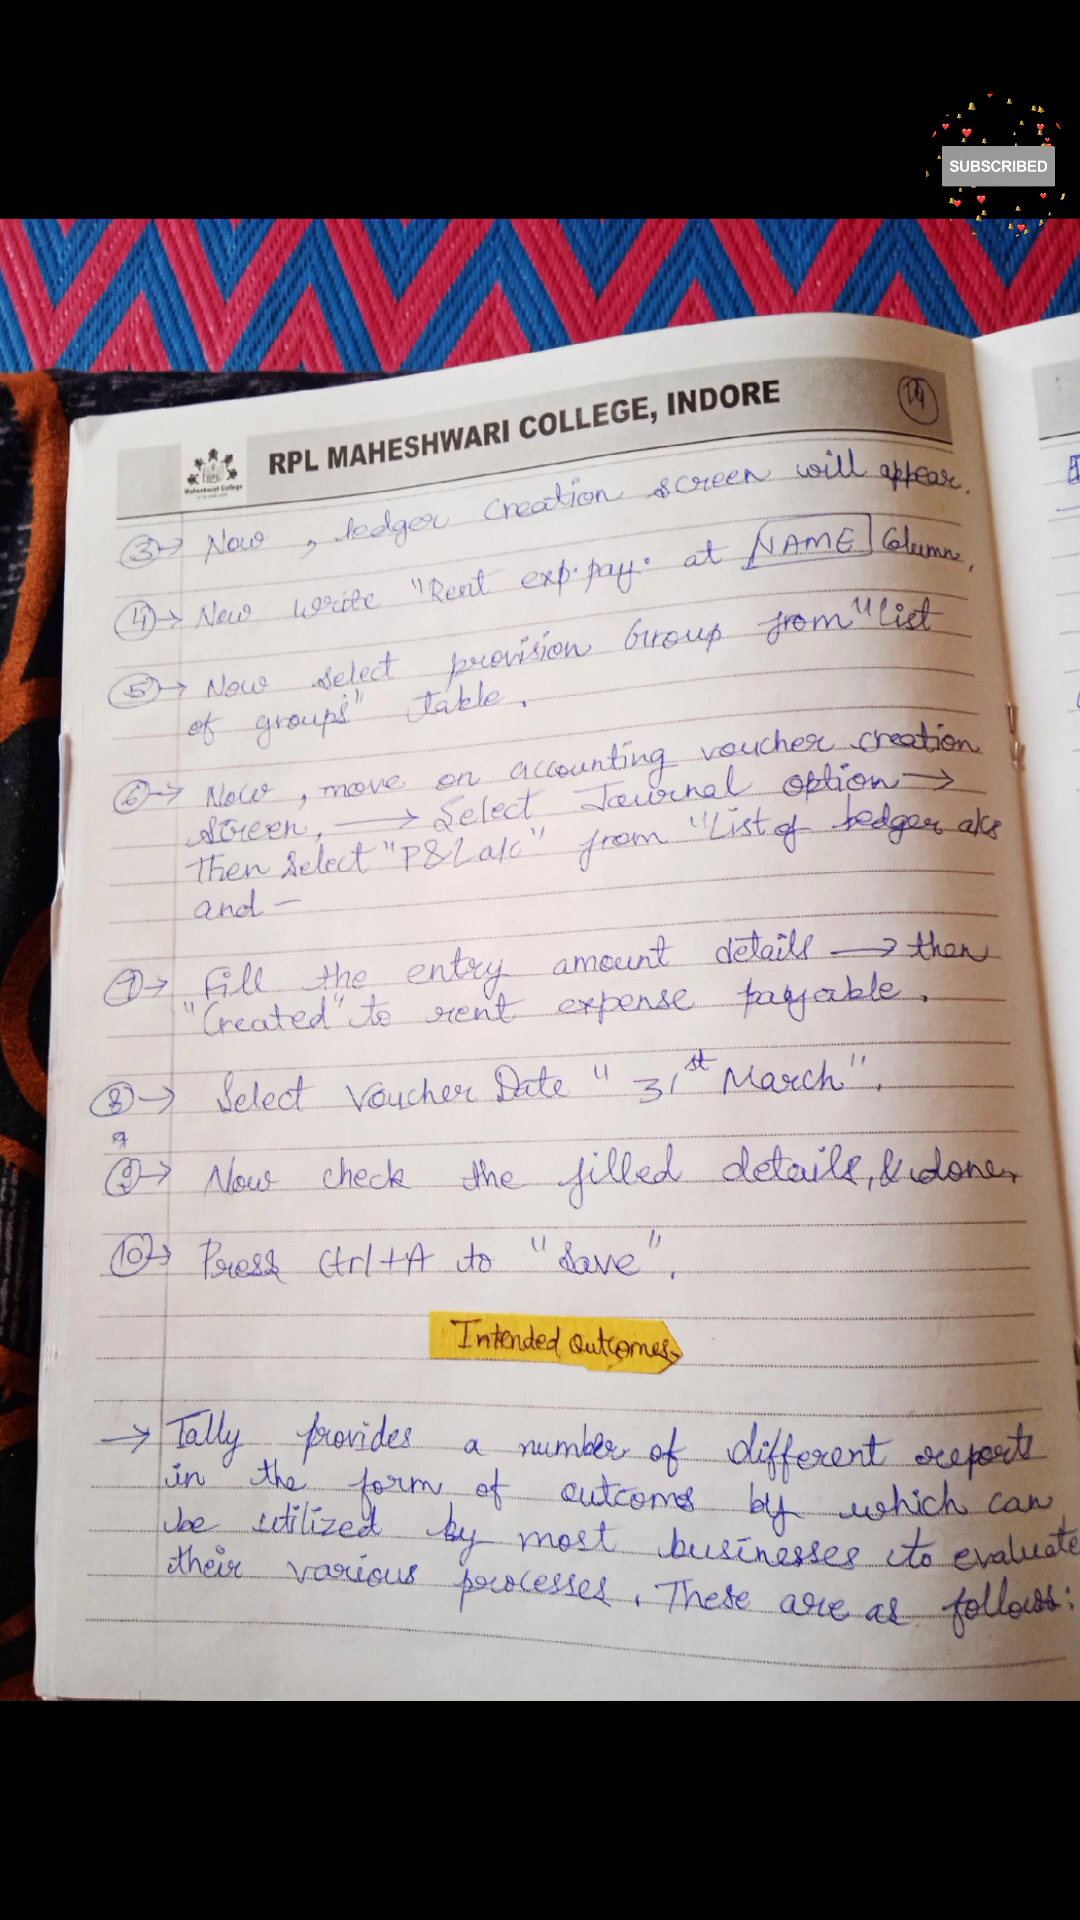 SUBSCRIBED
RPL MAHESHWARI COLLEGE, INDORE
Maheshwari College
③→ Now , ledger creation screen will appear.
④→ Now write "Rent exp. pay. at NAME Column.
⑤→ Now select provision Group from "List
of groups" table.
⑥→ Now , move on accounting voucher creation
screen, → Select Journal option →
Then select "P&L a/c" from "List of ledger a/cs
and –
→ Fill the entry amount details → then
"Created" to rent expense payable.
⑧→ Select Voucher Date " 31st March".
9
⑨→ Now check the filled details, & done.
⑩→ Press Ctrl+A to "Save".
Intended Outcomes-
→ Tally provides a number of different reports
in the form of outcoms by which can
be utilized by most businesses to evaluate
their various processes. These are as follows: